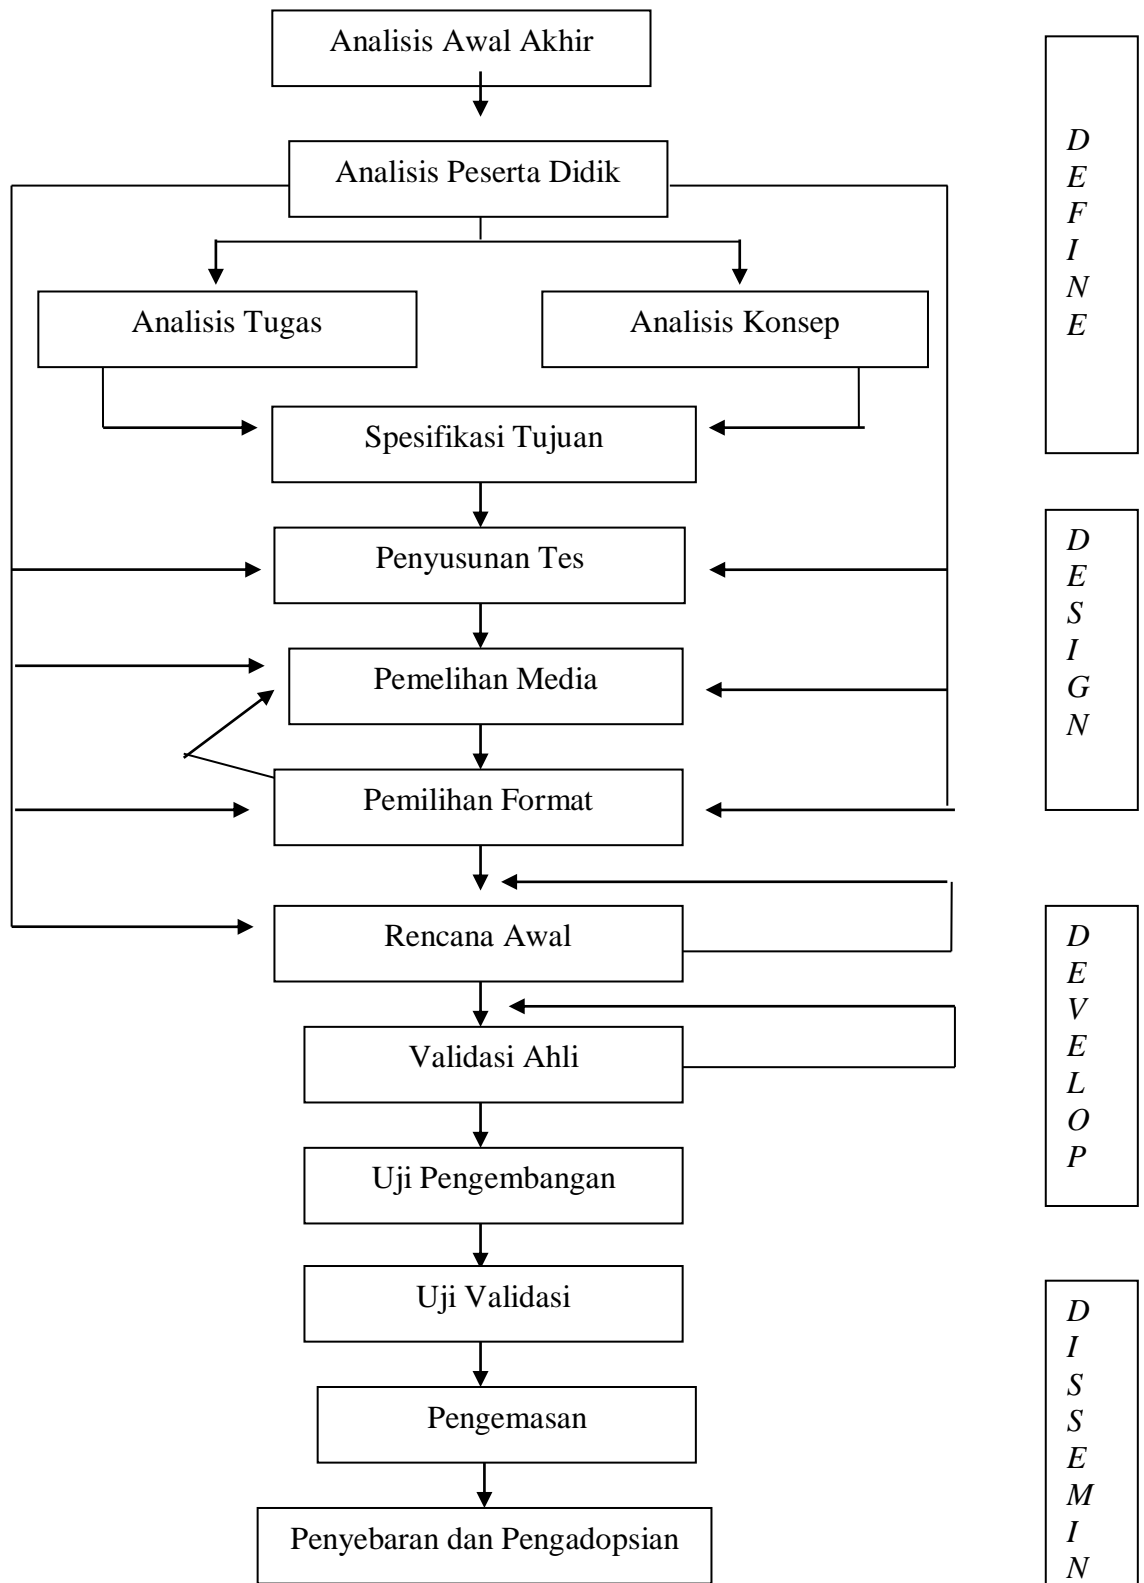 Analisis Awal Akhir
Analisis Peserta Didik
Analisis Tugas
Analisis Konsep
Spesifikasi Tujuan
Penyusunan Tes
Pemelihan Media
Pemilihan Format
Rencana Awal
Validasi Ahli
Uji Pengembangan
Uji Validasi
Pengemasan
Penyebaran dan Pengadopsian
D
E
F
I
N
E
D
E
S
I
G
N
D
E
V
E
L
O
P
D
I
S
S
E
M
I
N